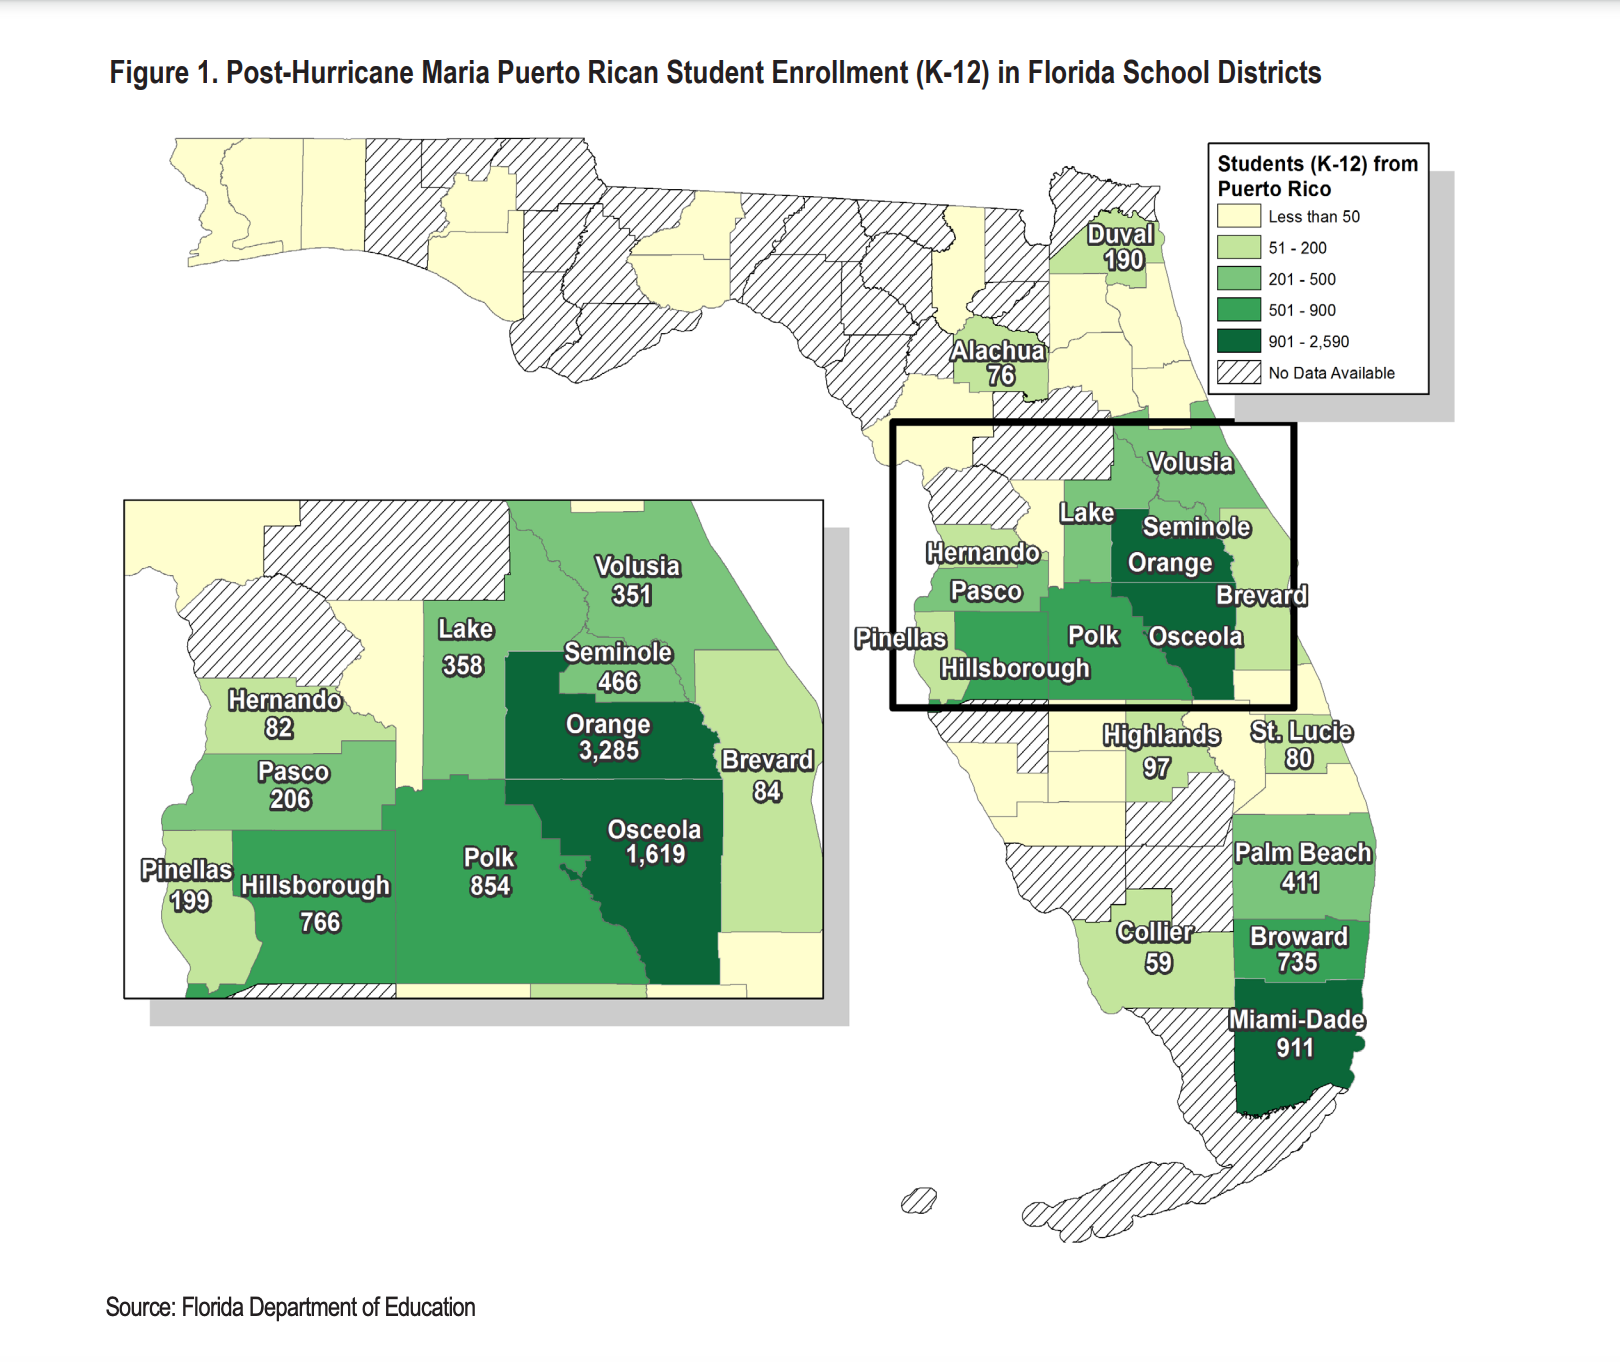 Figure 1. Post-Hurricane Maria Puerto Rican Student Enrollment (K-12) in Florida School Districts
Students (K-12) from
Puerto Rico
Less than 50
51 - 200
201 - 500
501 - 900
901 - 2,590
No Data Available
Duval
190
Alachua
76
Volusia
Lake
Seminole
Hernando
Orange
Pasco
Brevard
Pinellas
Polk
Osceola
Hillsborough
Highlands
97
St. Lucie
80
Palm Beach
411
Collier
59
Broward
735
Miami-Dade
911
Volusia
351
Lake
358
Seminole
466
Hernando
82
Orange
3,285
Pasco
206
Brevard
84
Osceola
1,619
Polk
854
Pinellas
199
Hillsborough
766
Source: Florida Department of Education